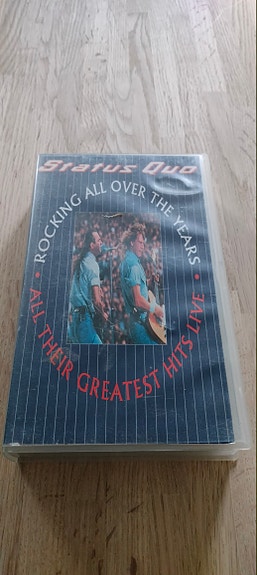 Status Quo
ROCKING ALL OVER THE YEARS
• ALL THEIR GREATEST HITS LIVE •